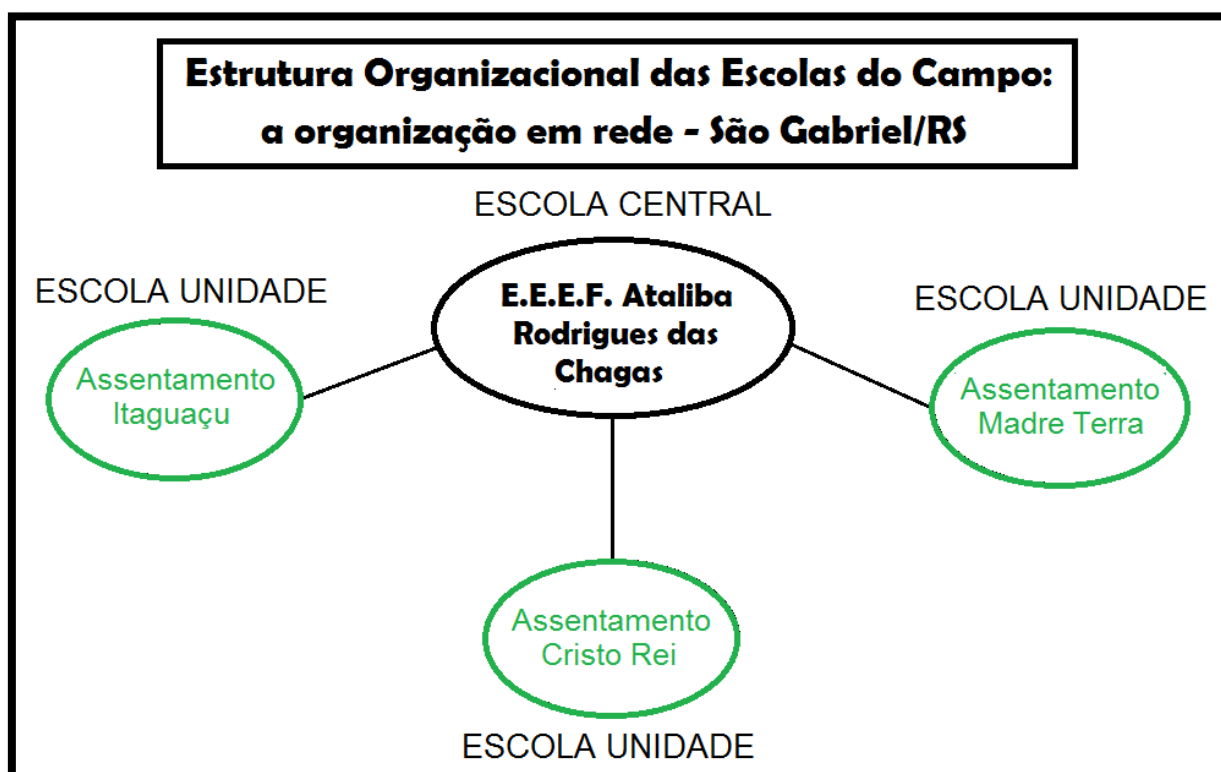 Estrutura Organizacional das Escolas do Campo:
a organização em rede - São Gabriel/RS
ESCOLA CENTRAL
E.E.E.F. Ataliba
Rodrigues das
Chagas
ESCOLA UNIDADE
Assentamento
Itaguaçu
ESCOLA UNIDADE
Assentamento
Madre Terra
Assentamento
Cristo Rei
ESCOLA UNIDADE